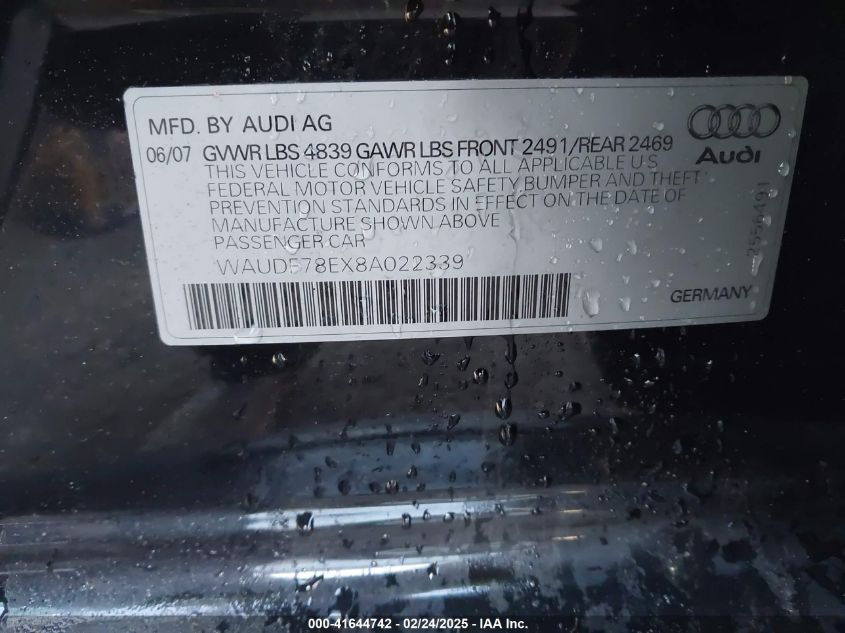 MFD. BY AUDI AG
06/07 GVWR LBS 4839 GAWR LBS FRONT 2491/REAR 2469
THIS VEHICLE CONFORMS TO ALL APPLICABLE U.S.
FEDERAL MOTOR VEHICLE SAFETY, BUMPER AND THEFT
PREVENTION STANDARDS IN EFFECT ON THE DATE OF
MANUFACTURE SHOWN ABOVE
PASSENGER CAR
WAUDF78EX8A022339
Audi
2556491
GERMANY
000-41644742 - 02/24/2025 - IAA Inc.